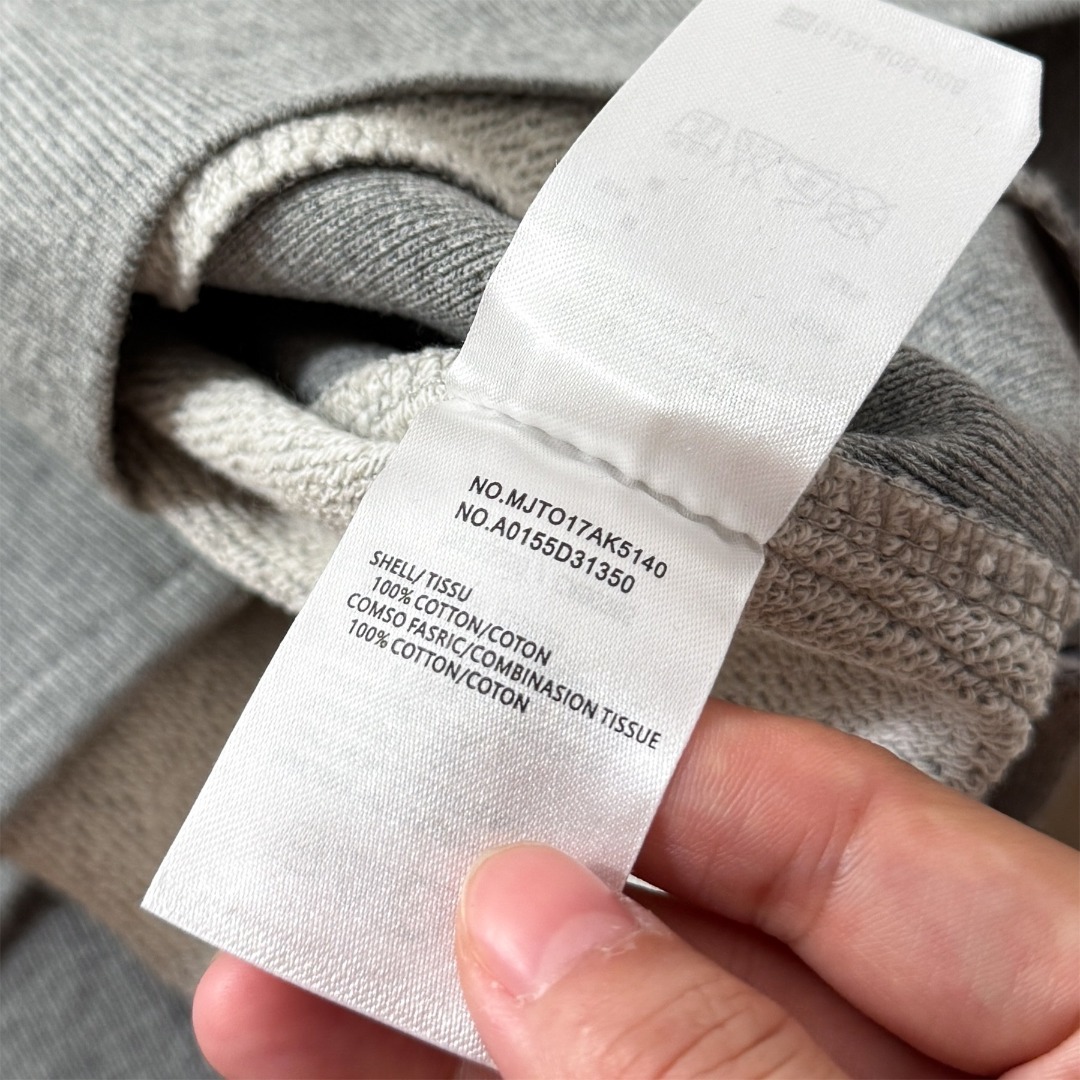 NO.MJTO17AK5140
NO.A0155D31350
SHELL/TISSU
100% COTTON/COTON
COMSO FASRIC/COMBINASION TISSUE
100% COTTON/COTON